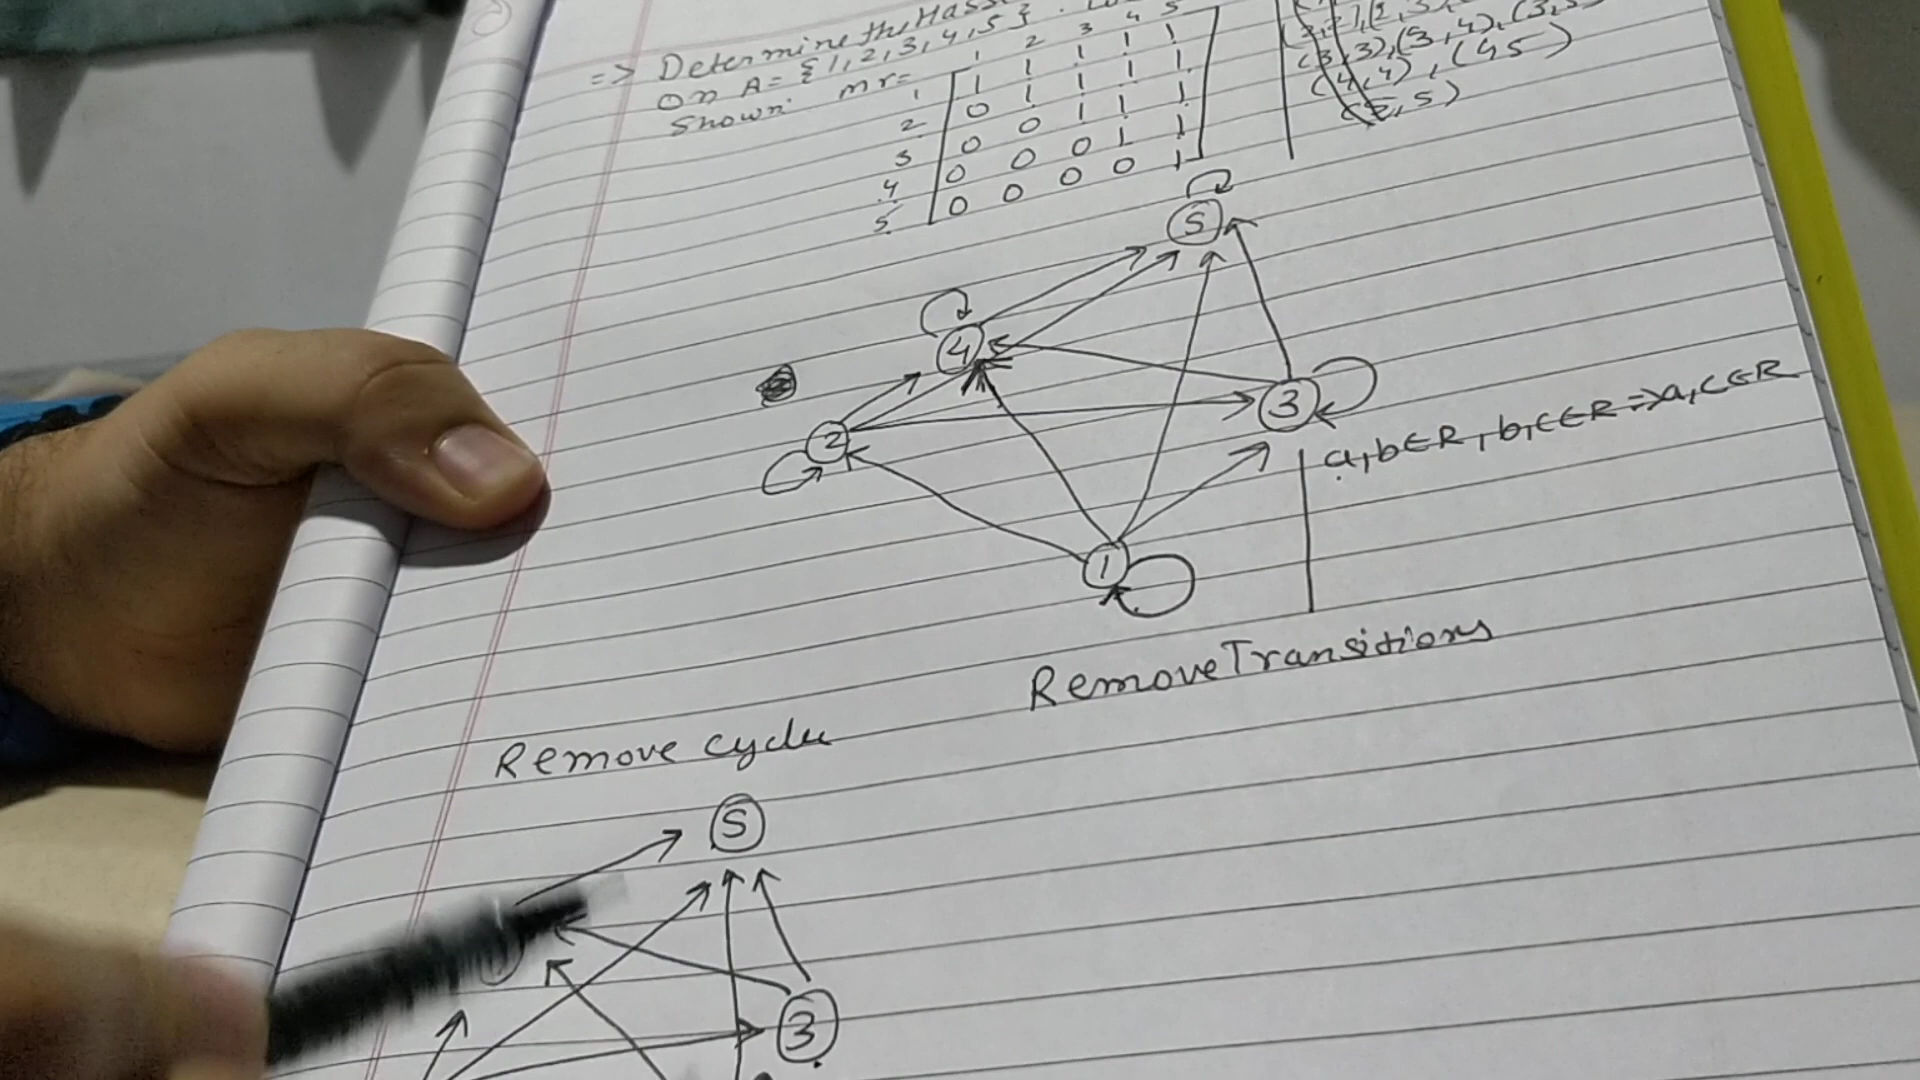 => Determine the Hass
on A= {1,2,3,4,5}.
Shown. mr=
1 2 3 4 5
1 1 1 1 1 1
2 0 1 1 1 1
3 0 0 1 1 1
4 0 0 0 1 1
5 0 0 0 0 1
(3,3),(3,4),(3,5
(4,4),(45)
(5,5)
5
4
2
3
1
a,b∈R, b,c∈R=>a,c∈R
Remove Transitions
Remove cycle
5
3